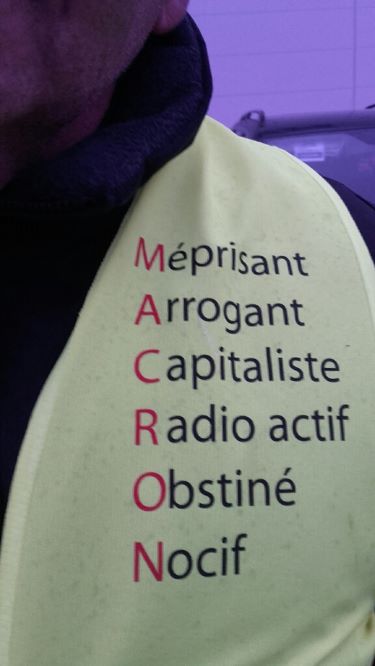 Méprisant
Arrogant
Capitaliste
Radio actif
Obstiné
Nocif